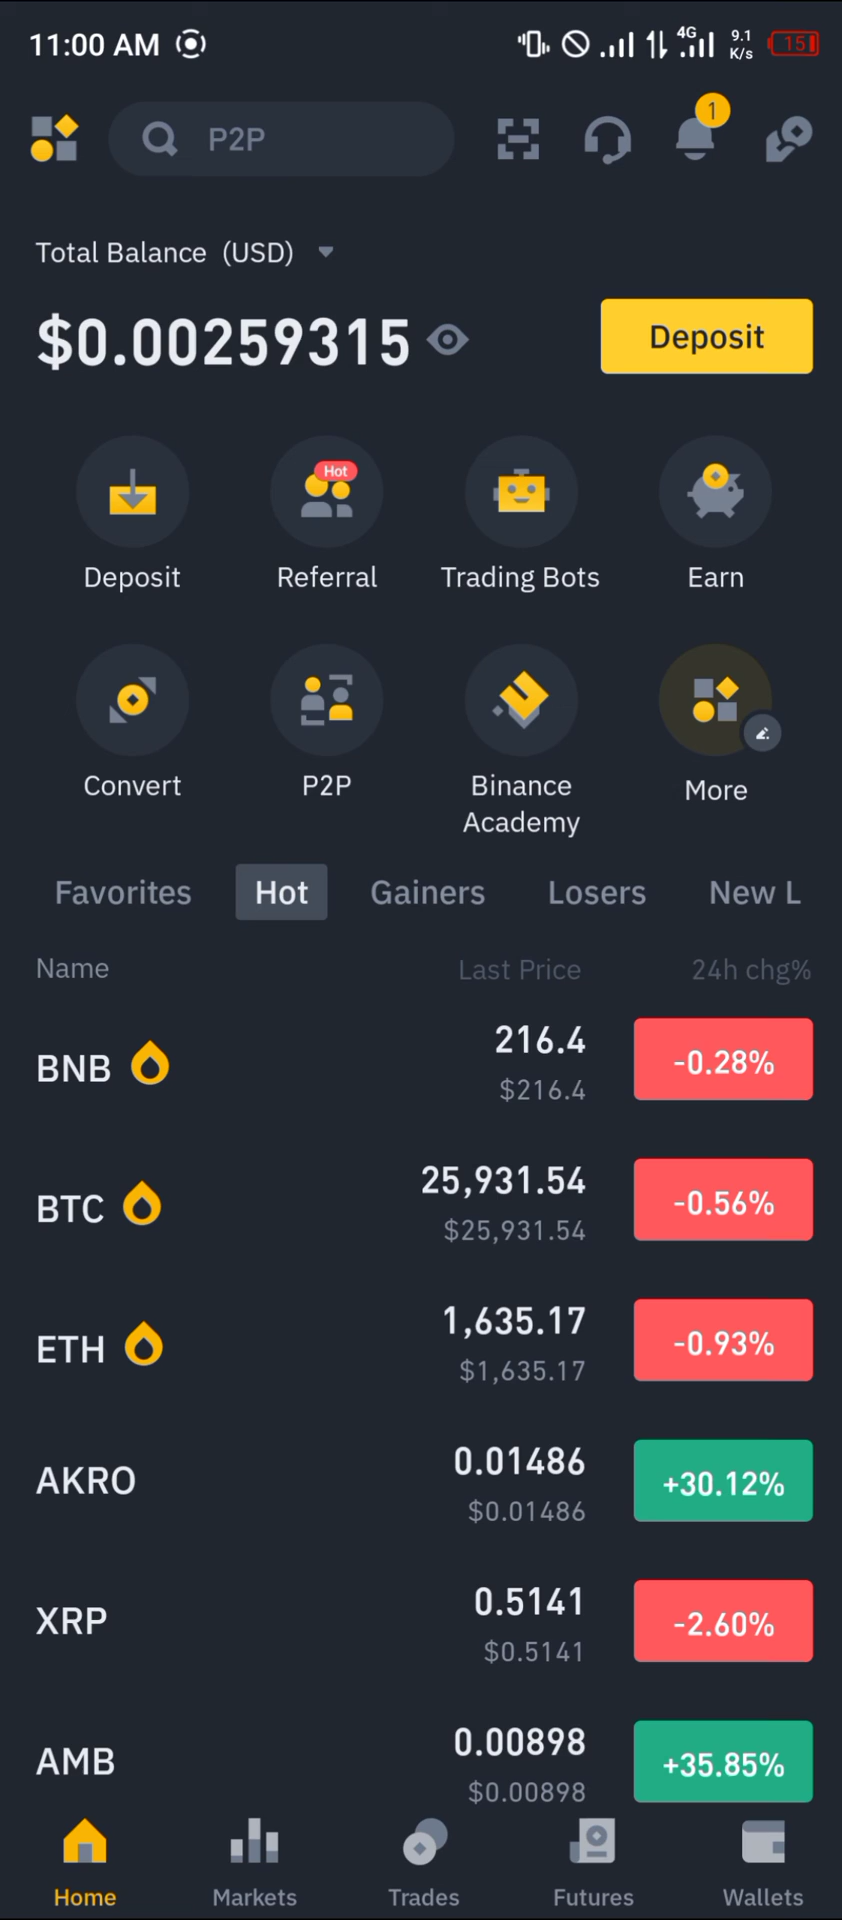 11:00 AM 4G 9.1 K/s 15
P2P 1
Total Balance (USD)
$0.00259315 Deposit
Hot
Deposit Referral Trading Bots Earn
Convert P2P Binance Academy More
Favorites Hot Gainers Losers New L
Name Last Price 24h chg%
BNB 216.4 -0.28%
$216.4
BTC 25,931.54 -0.56%
$25,931.54
ETH 1,635.17 -0.93%
$1,635.17
AKRO 0.01486 +30.12%
$0.01486
XRP 0.5141 -2.60%
$0.5141
AMB 0.00898 +35.85%
$0.00898
Home Markets Trades Futures Wallets